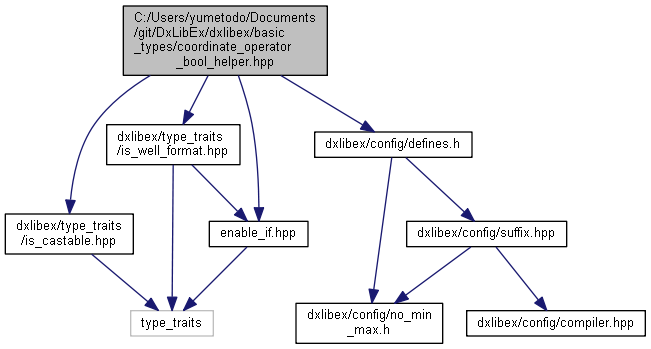 C:/Users/yumetodo/Documents
/git/DxLibEx/dxlibex/basic
_types/coordinate_operator
_bool_helper.hpp
dxlibex/type_traits
/is_well_format.hpp
dxlibex/config/defines.h
dxlibex/type_traits
/is_castable.hpp
enable_if.hpp
dxlibex/config/suffix.hpp
type_traits
dxlibex/config/no_min
_max.h
dxlibex/config/compiler.hpp